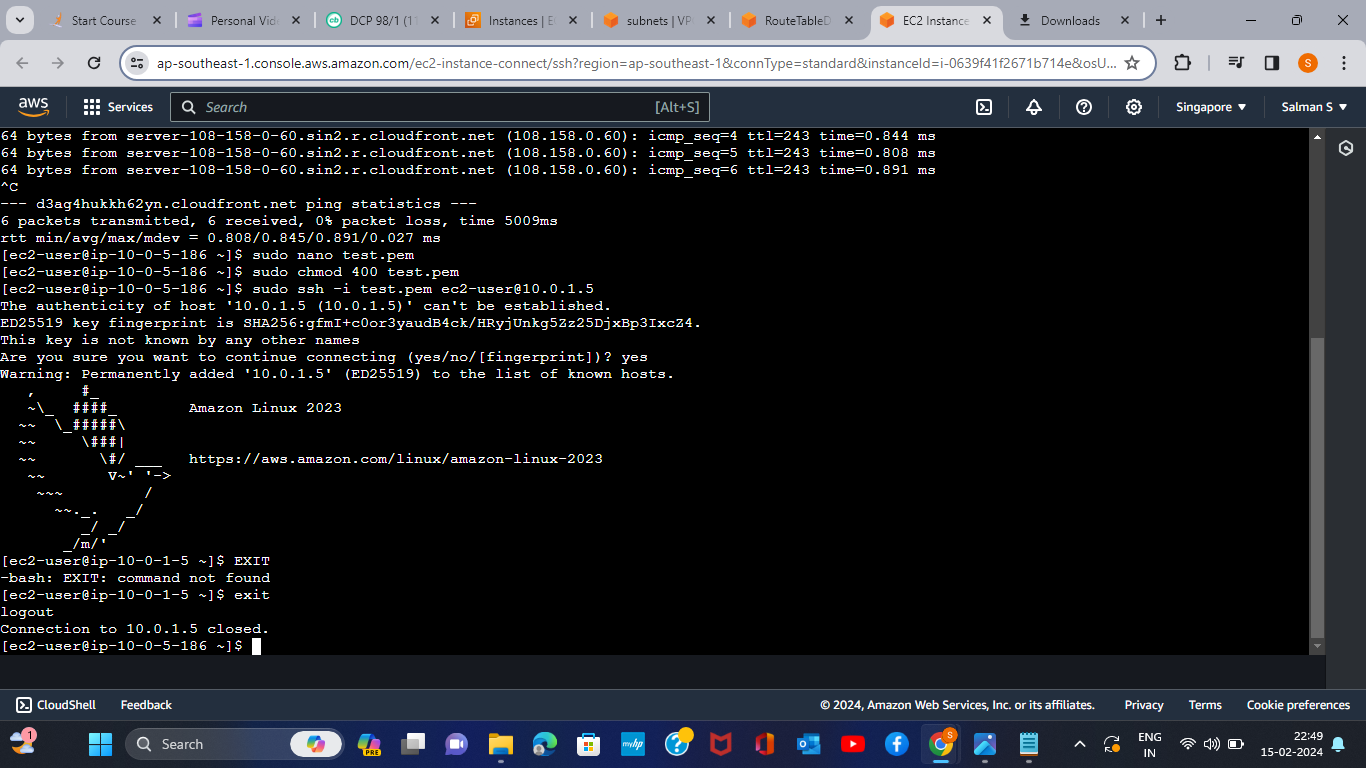 Start Course
Personal Vid
DCP 98/1 (1
Instances | E
subnets | VP
RouteTableD
EC2 Instance
Downloads
ap-southeast-1.console.aws.amazon.com/ec2-instance-connect/ssh?region=ap-southeast-1&connType=standard&instanceId=i-0639f41f2671b714e&osU...
S
aws
Services
Search
[Alt+S]
Singapore
Salman S
64 bytes from server-108-158-0-60.sin2.r.cloudfront.net (108.158.0.60): icmp_seq=4 ttl=243 time=0.844 ms
64 bytes from server-108-158-0-60.sin2.r.cloudfront.net (108.158.0.60): icmp_seq=5 ttl=243 time=0.808 ms
64 bytes from server-108-158-0-60.sin2.r.cloudfront.net (108.158.0.60): icmp_seq=6 ttl=243 time=0.891 ms
^C
--- d3ag4hukkh62yn.cloudfront.net ping statistics ---
6 packets transmitted, 6 received, 0% packet loss, time 5009ms
rtt min/avg/max/mdev = 0.808/0.845/0.891/0.027 ms
[ec2-user@ip-10-0-5-186 ~]$ sudo nano test.pem
[ec2-user@ip-10-0-5-186 ~]$ sudo chmod 400 test.pem
[ec2-user@ip-10-0-5-186 ~]$ sudo ssh -i test.pem ec2-user@10.0.1.5
The authenticity of host '10.0.1.5 (10.0.1.5)' can't be established.
ED25519 key fingerprint is SHA256:gfmI+c0or3yaudB4ck/HRyjUnkg5Zz25DjxBp3IxcZ4.
This key is not known by any other names
Are you sure you want to continue connecting (yes/no/[fingerprint])? yes
Warning: Permanently added '10.0.1.5' (ED25519) to the list of known hosts.
   ,     #_
   ~\_  ####_        Amazon Linux 2023
  ~~  \_#####\
  ~~     \###|
  ~~       \#/ ___   https://aws.amazon.com/linux/amazon-linux-2023
   ~~       V~' '->
    ~~~         /
      ~~._.   _/
         _/ _/
       _/m/'
[ec2-user@ip-10-0-1-5 ~]$ EXIT
-bash: EXIT: command not found
[ec2-user@ip-10-0-1-5 ~]$ exit
logout
Connection to 10.0.1.5 closed.
[ec2-user@ip-10-0-5-186 ~]$
CloudShell
Feedback
© 2024, Amazon Web Services, Inc. or its affiliates.
Privacy
Terms
Cookie preferences
1
Search
PRE
myhp
S
ENG
IN
22:49
15-02-2024